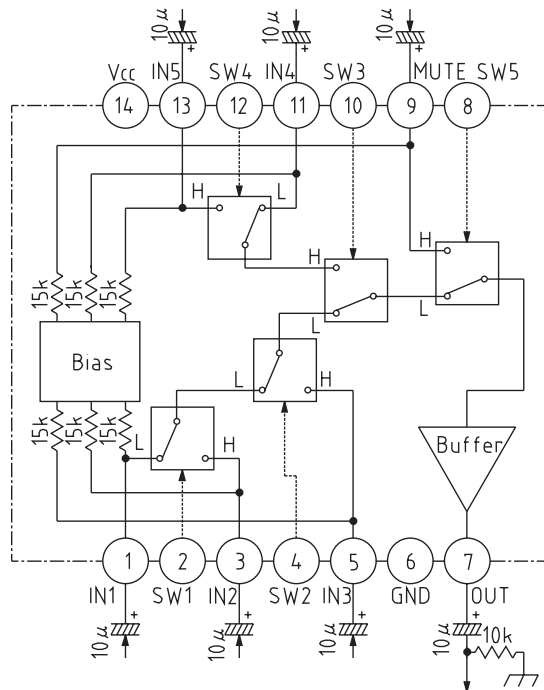 10μ 10μ 10μ
Vcc IN5 SW4 IN4 SW3 MUTE SW5
14 13 12 11 10 9 8
H L
H
H
15k 15k 15k
L
L
Bias
L H
15k 15k 15k
L H
Buffer
1 2 3 4 5 6 7
IN1 SW1 IN2 SW2 IN3 GND OUT
+ + + +
10μ 10μ 10μ 10μ 10k